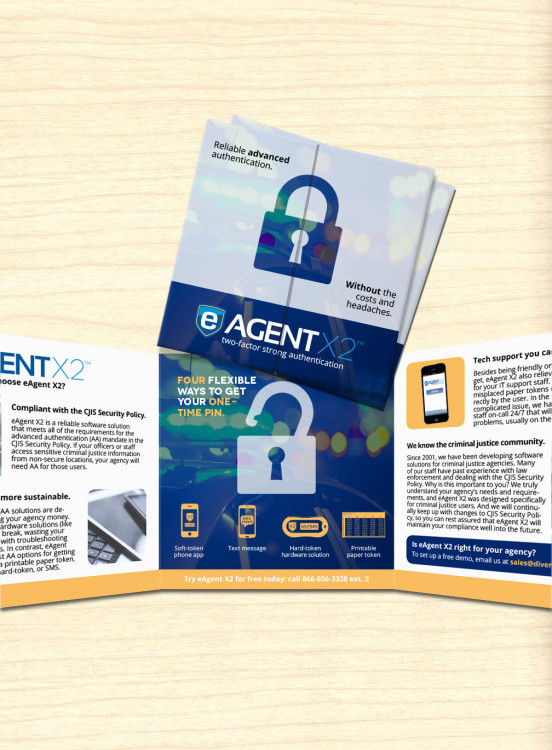 Reliable advanced
authentication.
Without the
costs and
headaches.
eAGENTX2™
two-factor strong authentication
ENTX2™
oose eAgent X2?
Compliant with the CJIS Security Policy.
eAgent X2 is a reliable software solution
that meets all of the requirements for the
advanced authentication (AA) mandate in the
CJIS Security Policy. If your officers or staff
access sensitive criminal justice information
from non-secure locations, your agency will
need AA for those users.
more sustainable.
AA solutions are de-
g your agency money.
ardware solutions (like
break, wasting your
with troubleshooting
s. In contrast, eAgent
st AA options for getting
a printable paper token,
ard-token, or SMS.
FOUR FLEXIBLE
WAYS TO GET
YOUR ONE-
TIME PIN.
SMS
X2
Soft-token
phone app
Text message
Hard-token
hardware solution
Printable
paper token
Try eAgent X2 for free today: call 866-656-3338 ext. 3
Tech support you ca
Besides being friendly or
get, eAgent X2 also reliev
for your IT support staff.
misplaced paper tokens
rectly by the user. In the
complicated issue, we ha
staff on-call 24/7 that will
problems, usually on the
We know the criminal justice community.
Since 2001, we have been developing software
solutions for criminal justice agencies. Many
of our staff have past experience with law
enforcement and dealing with the CJIS Security
Policy. Why is this important to you? We truly
understand your agency's needs and require-
ments, and eAgent X2 was designed specifically
for criminal justice users. And we will continu-
ally keep up with changes to CJIS Security Poli-
cy, so you can rest assured that eAgent X2 will
maintain your compliance well into the future.
Is eAgent X2 right for your agency?
To set up a free demo, email us at sales@diver